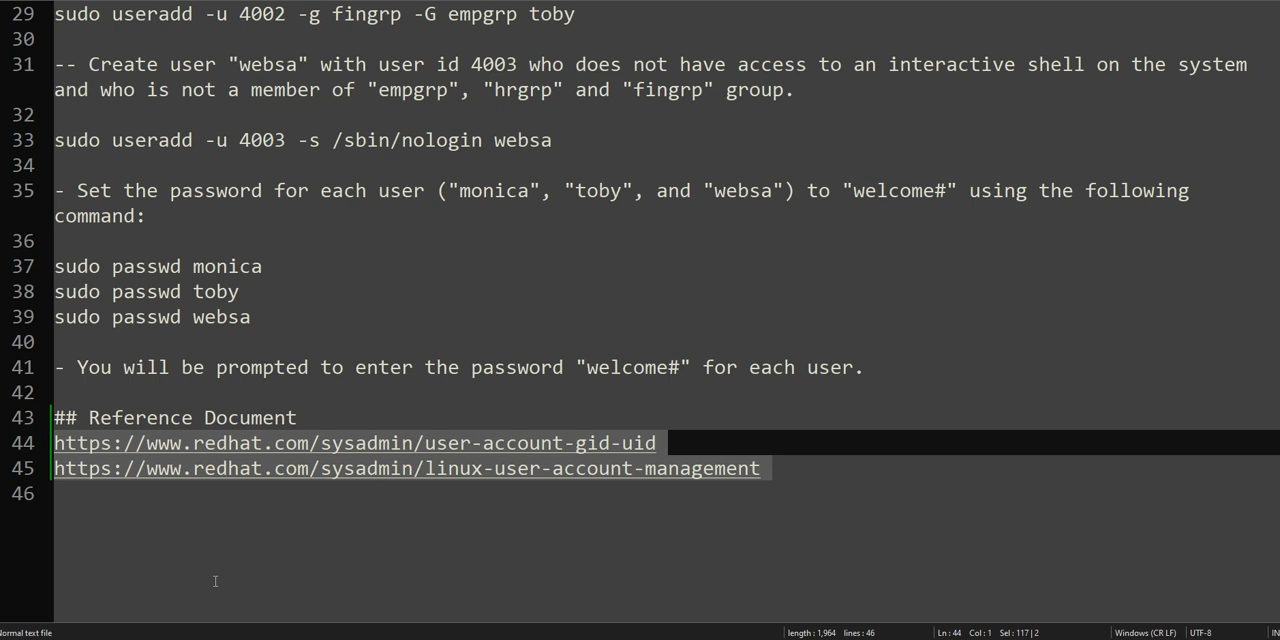 29 sudo useradd -u 4002 -g fingrp -G empgrp toby
30
31 -- Create user "websa" with user id 4003 who does not have access to an interactive shell on the system
and who is not a member of "empgrp", "hrgrp" and "fingrp" group.
32
33 sudo useradd -u 4003 -s /sbin/nologin websa
34
35 - Set the password for each user ("monica", "toby", and "websa") to "welcome#" using the following
command:
36
37 sudo passwd monica
38 sudo passwd toby
39 sudo passwd websa
40
41 - You will be prompted to enter the password "welcome#" for each user.
42
43 ## Reference Document
44 https://www.redhat.com/sysadmin/user-account-gid-uid
45 https://www.redhat.com/sysadmin/linux-user-account-management
46
Normal text file length : 1,964 lines : 46 Ln : 44 Col : 1 Sel : 117 | 2 Windows (CR LF) UTF-8 IN